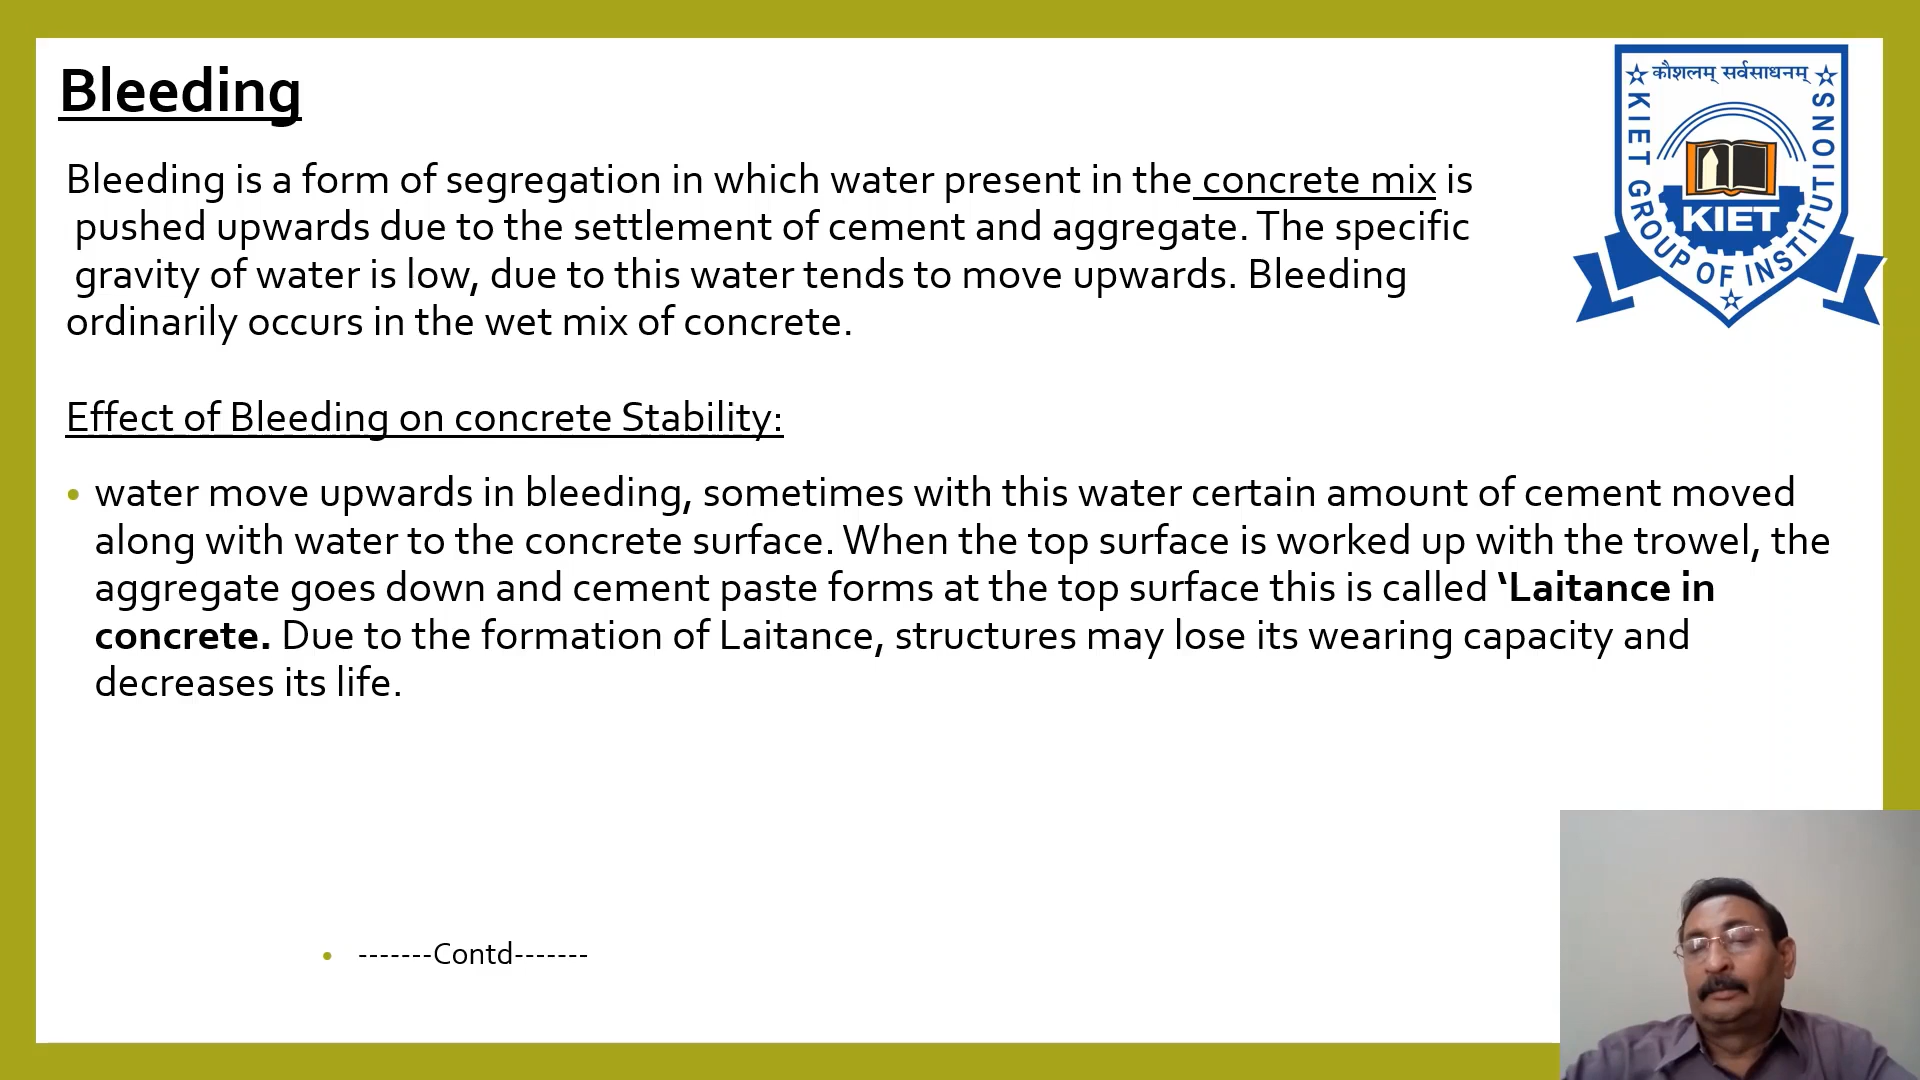 Bleeding
Bleeding is a form of segregation in which water present in the concrete mix is
pushed upwards due to the settlement of cement and aggregate. The specific
gravity of water is low, due to this water tends to move upwards. Bleeding
ordinarily occurs in the wet mix of concrete.
कौशलम् सर्वसाधनम्
KIET GROUP OF INSTITUTIONS
KIET
Effect of Bleeding on concrete Stability:
• water move upwards in bleeding, sometimes with this water certain amount of cement moved
along with water to the concrete surface. When the top surface is worked up with the trowel, the
aggregate goes down and cement paste forms at the top surface this is called ‘Laitance in
concrete. Due to the formation of Laitance, structures may lose its wearing capacity and
decreases its life.
• -------Contd-------